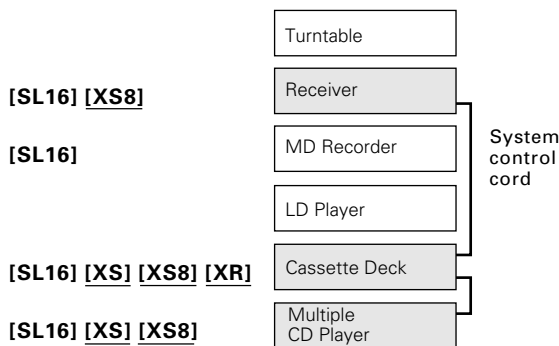 Turntable
[SL16] [XS8] Receiver
[SL16] MD Recorder
System
control
cord
LD Player
[SL16] [XS] [XS8] [XR] Cassette Deck
[SL16] [XS] [XS8] Multiple
CD Player